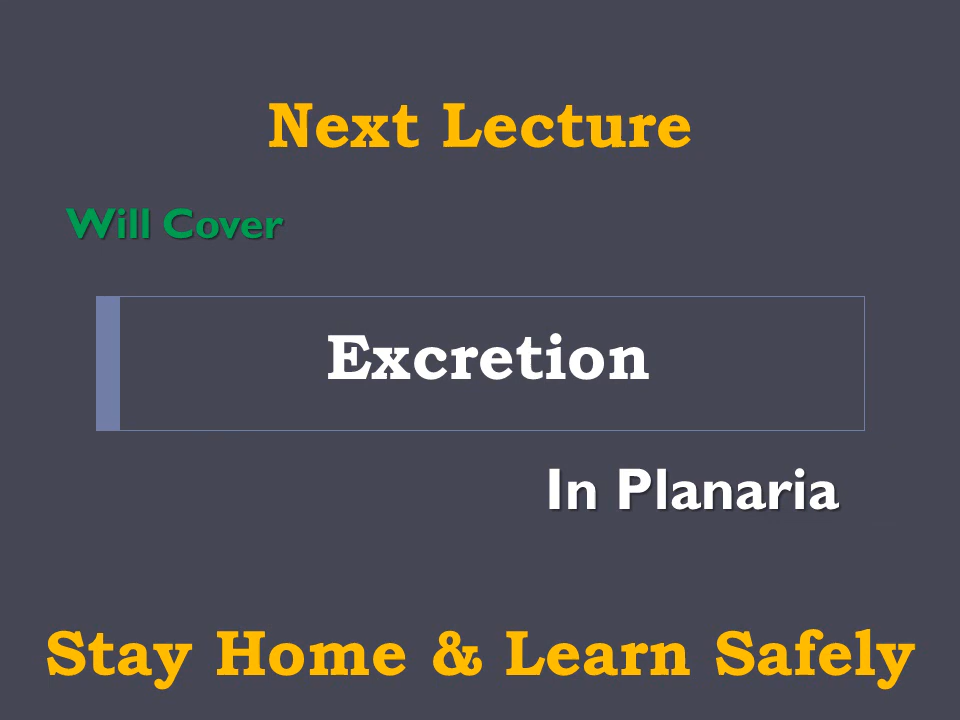 Next Lecture
Will Cover
Excretion
In Planaria
Stay Home & Learn Safely